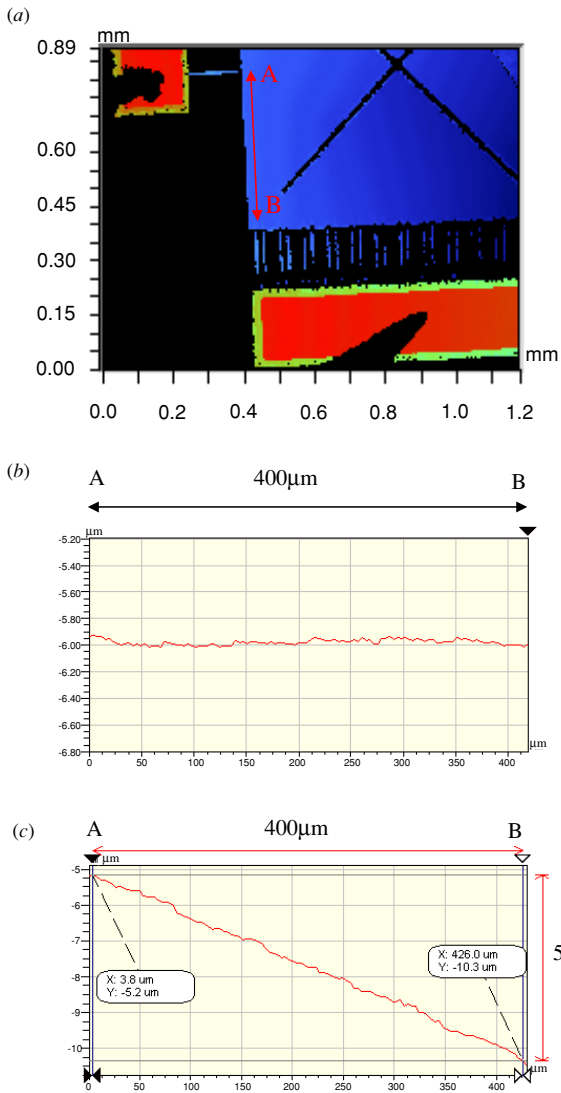 (a)
mm
0.89
0.60
0.45
0.30
0.15
0.00
A
B
mm
0.0 0.2 0.4 0.6 0.8 1.0 1.2
(b)
A 400μm B
μm
-5.20
-5.40
-5.60
-5.80
-6.00
-6.20
-6.40
-6.60
-6.80
μm
0 50 100 150 200 250 300 350 400
(c)
A 400μm B
μm
-5
-6
-7
-8
-9
-10
X: 3.8 um
Y: -5.2 um
X: 426.0 um
Y: -10.3 um
5
μm
0 50 100 150 200 250 300 350 400